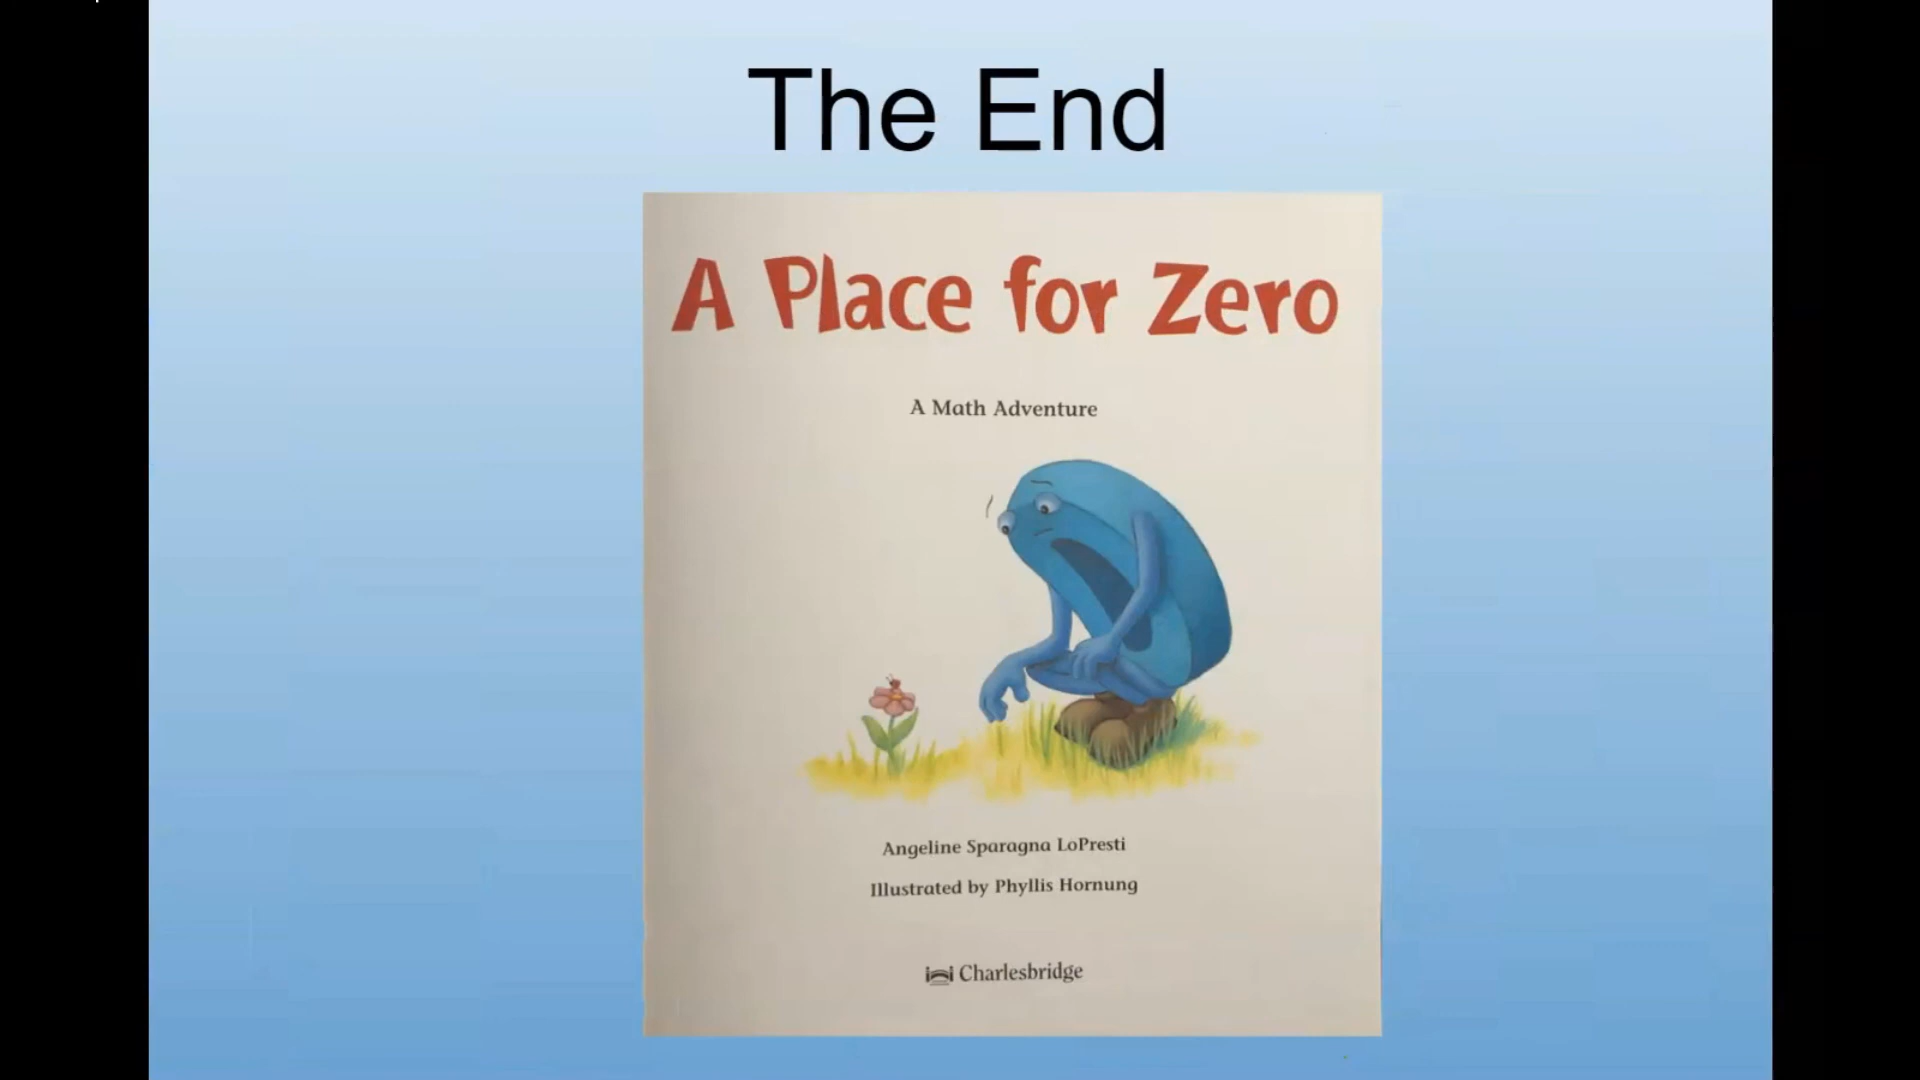 The End
A Place for Zero
A Math Adventure
Angeline Sparagna LoPresti
Illustrated by Phyllis Hornung
Charlesbridge